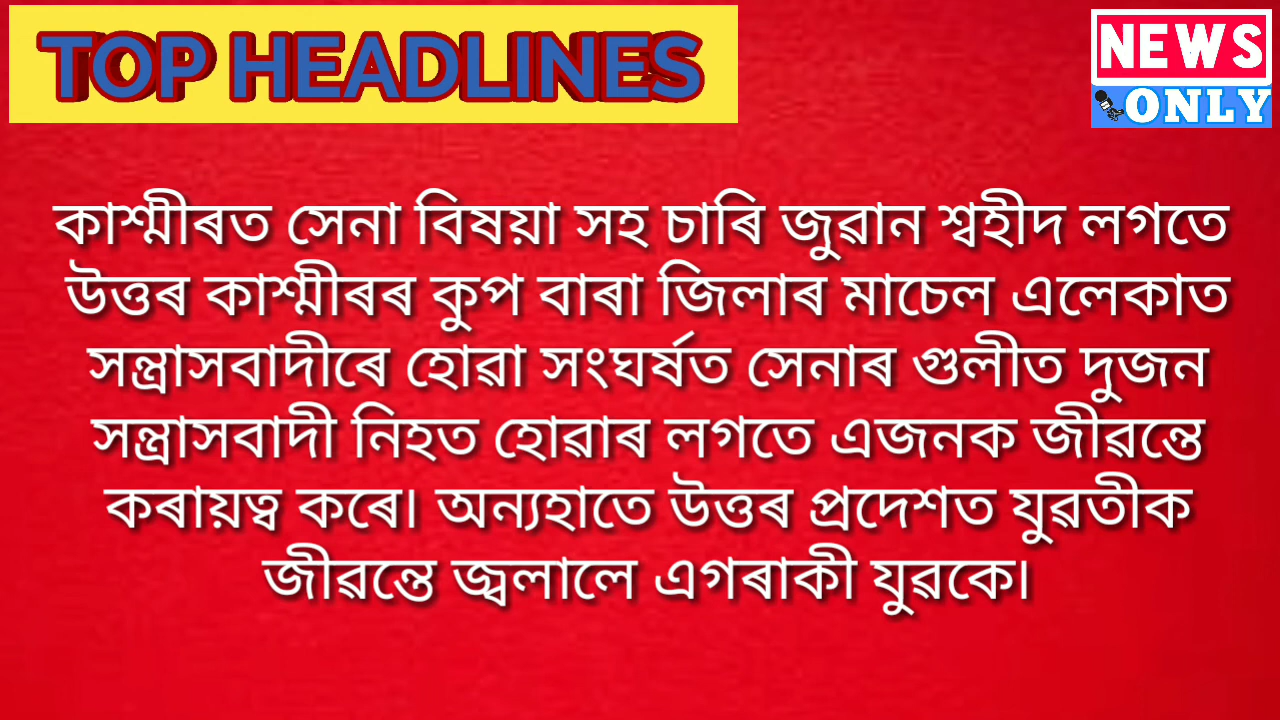 TOP HEADLINES
NEWS
ONLY
কাশ্মীৰত সেনা বিষয়া সহ চাৰি জুৱান শ্বহীদ লগতে
উত্তৰ কাশ্মীৰৰ কুপ বাৰা জিলাৰ মাচেল এলেকাত
সন্ত্ৰাসবাদীৰে হোৱা সংঘৰ্ষত সেনাৰ গুলীত দুজন
সন্ত্ৰাসবাদী নিহত হোৱাৰ লগতে এজনক জীৱন্তে
কৰায়ত্ব কৰে। অন্যহাতে উত্তৰ প্ৰদেশত যুৱতীক
জীৱন্তে জ্বলালে এগৰাকী যুৱকে।